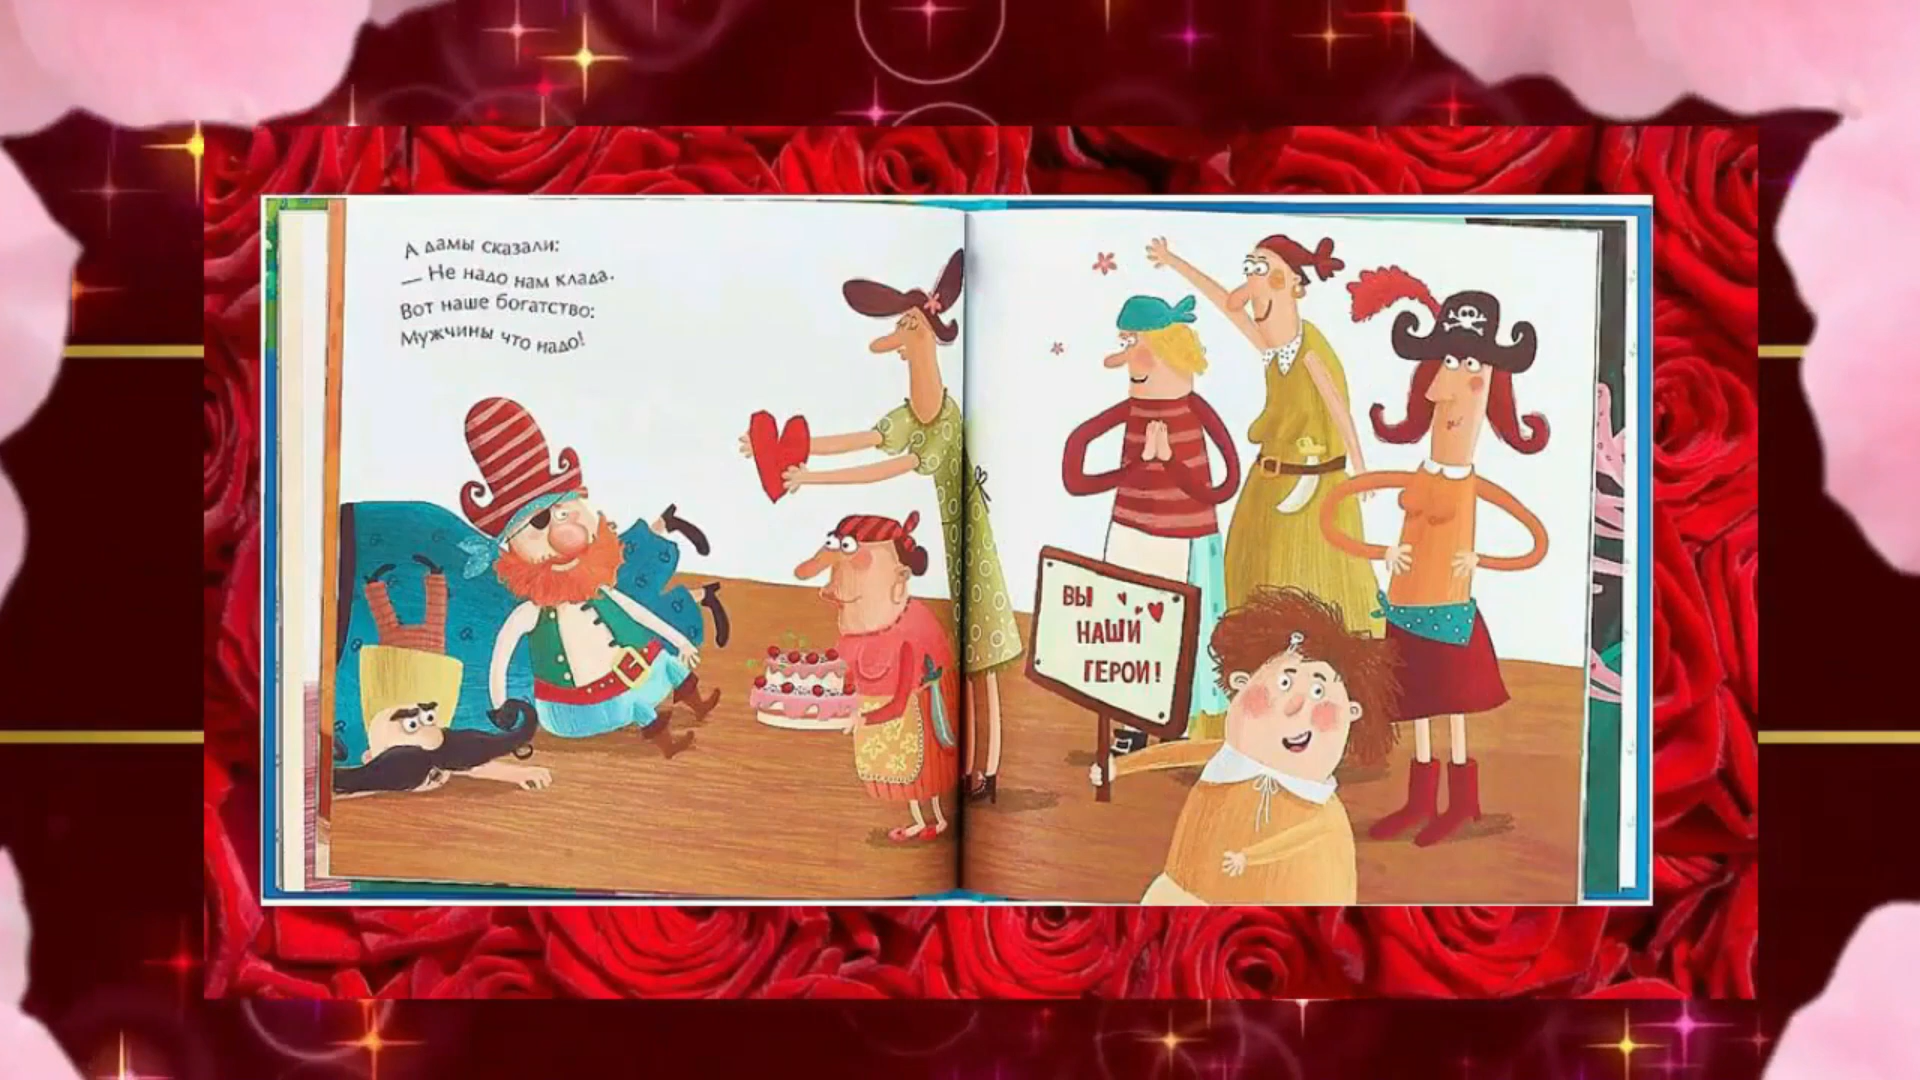 А дамы сказали:
— Не надо нам клада.
Вот наше богатство:
Мужчины что надо!
ВЫ
НАШИ
ГЕРОИ!